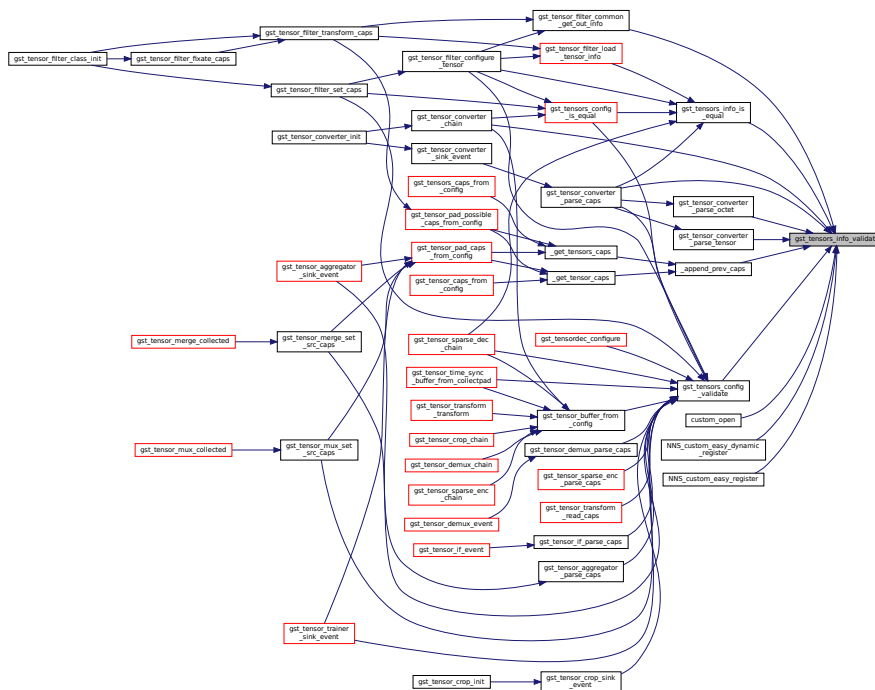 gst_tensor_filter_common
_get_out_info
gst_tensor_filter_transform_caps
gst_tensor_filter_load
_tensor_info
gst_tensor_filter_class_init
gst_tensor_filter_fixate_caps
gst_tensor_filter_configure
_tensor
gst_tensor_filter_set_caps
gst_tensors_config
_is_equal
gst_tensors_info_is
_equal
gst_tensor_converter
_chain
gst_tensor_converter_init
gst_tensor_converter
_sink_event
gst_tensors_caps_from
_config
gst_tensor_converter
_parse_caps
gst_tensor_converter
_parse_octet
gst_tensor_pad_possible
_caps_from_config
gst_tensor_converter
_parse_tensor
gst_tensors_info_validate
gst_tensor_pad_caps
_from_config
_get_tensors_caps
gst_tensor_aggregator
_sink_event
_append_prev_caps
gst_tensor_caps_from
_config
_get_tensor_caps
gst_tensor_merge_collected
gst_tensor_merge_set
_src_caps
gst_tensor_sparse_dec
_chain
gst_tensordec_configure
gst_tensor_time_sync
_buffer_from_collectpad
gst_tensors_config
_validate
gst_tensor_transform
_transform
gst_tensor_buffer_from
_config
custom_open
gst_tensor_crop_chain
gst_tensor_mux_collected
gst_tensor_mux_set
_src_caps
gst_tensor_demux_parse_caps
NNS_custom_easy_dynamic
_register
gst_tensor_demux_chain
gst_tensor_sparse_enc
_parse_caps
NNS_custom_easy_register
gst_tensor_sparse_enc
_chain
gst_tensor_transform
_read_caps
gst_tensor_demux_event
gst_tensor_if_event
gst_tensor_if_parse_caps
gst_tensor_aggregator
_parse_caps
gst_tensor_trainer
_sink_event
gst_tensor_crop_init
gst_tensor_crop_sink
_event